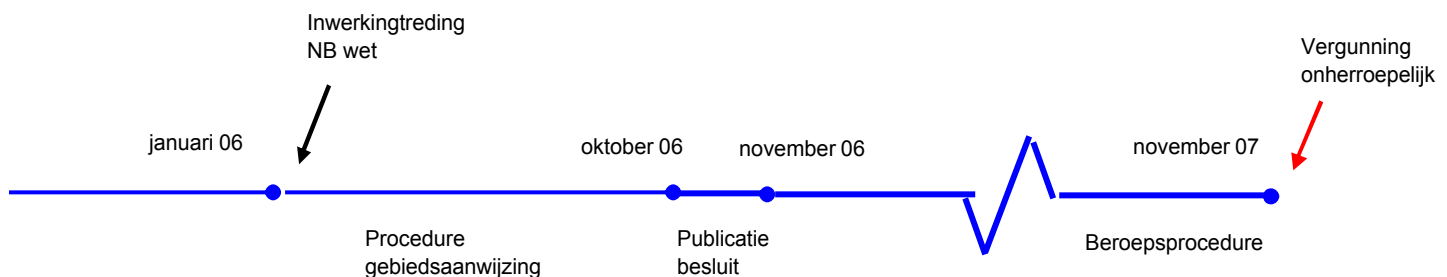 Inwerkingtreding
NB wet
Vergunning
onherroepelijk
januari 06
oktober 06
november 06
november 07
Procedure
gebiedsaanwijzing
Publicatie
besluit
Beroepsprocedure